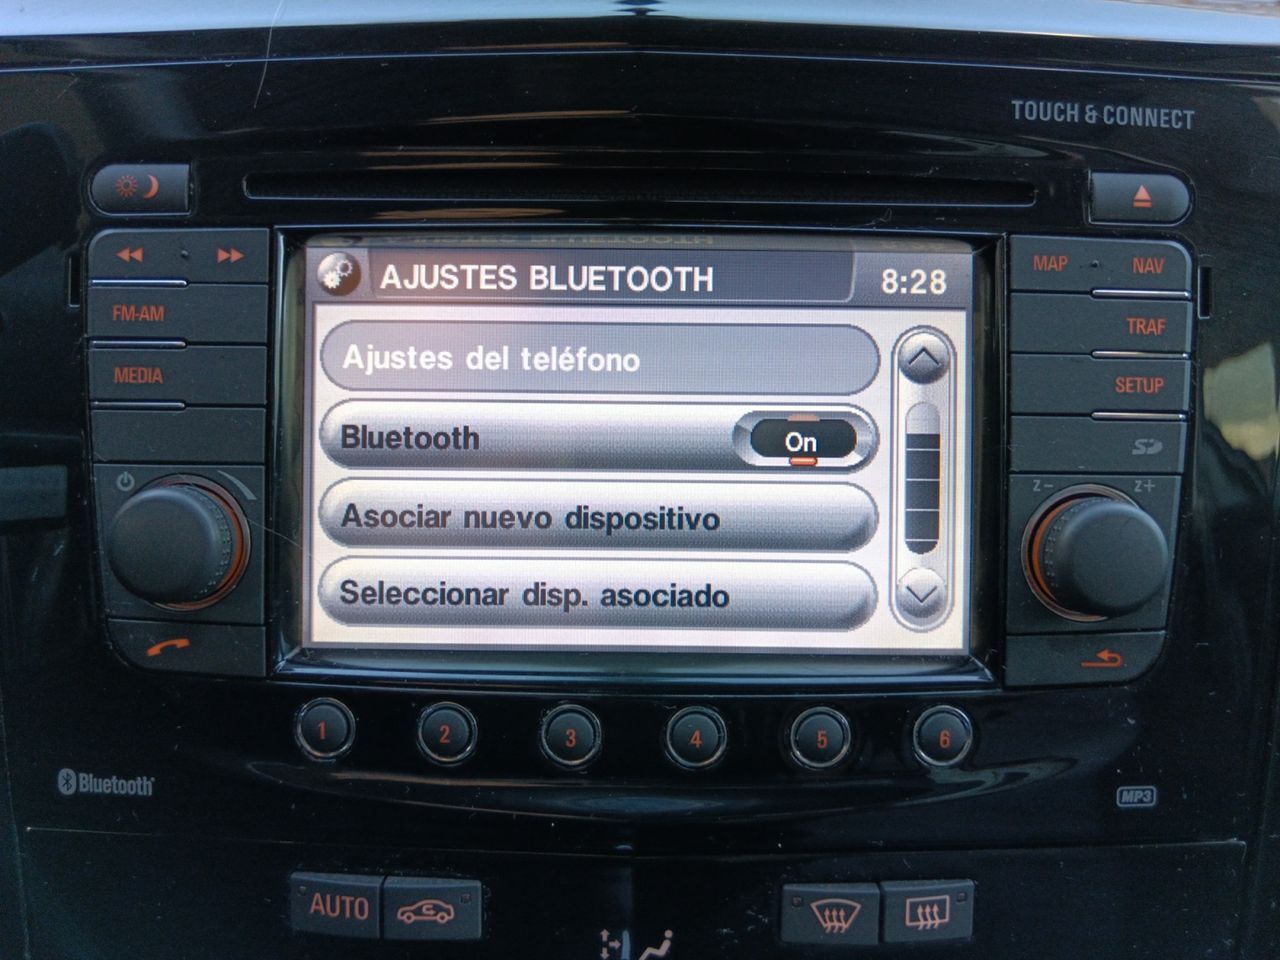 TOUCH & CONNECT
FM-AM
MEDIA
AJUSTES BLUETOOTH
8:28
Ajustes del teléfono
Bluetooth
On
Asociar nuevo dispositivo
Seleccionar disp. asociado
MAP
NAV
TRAF
SETUP
SD
Z-
Z+
1
2
3
4
5
6
Bluetooth
MP3
AUTO